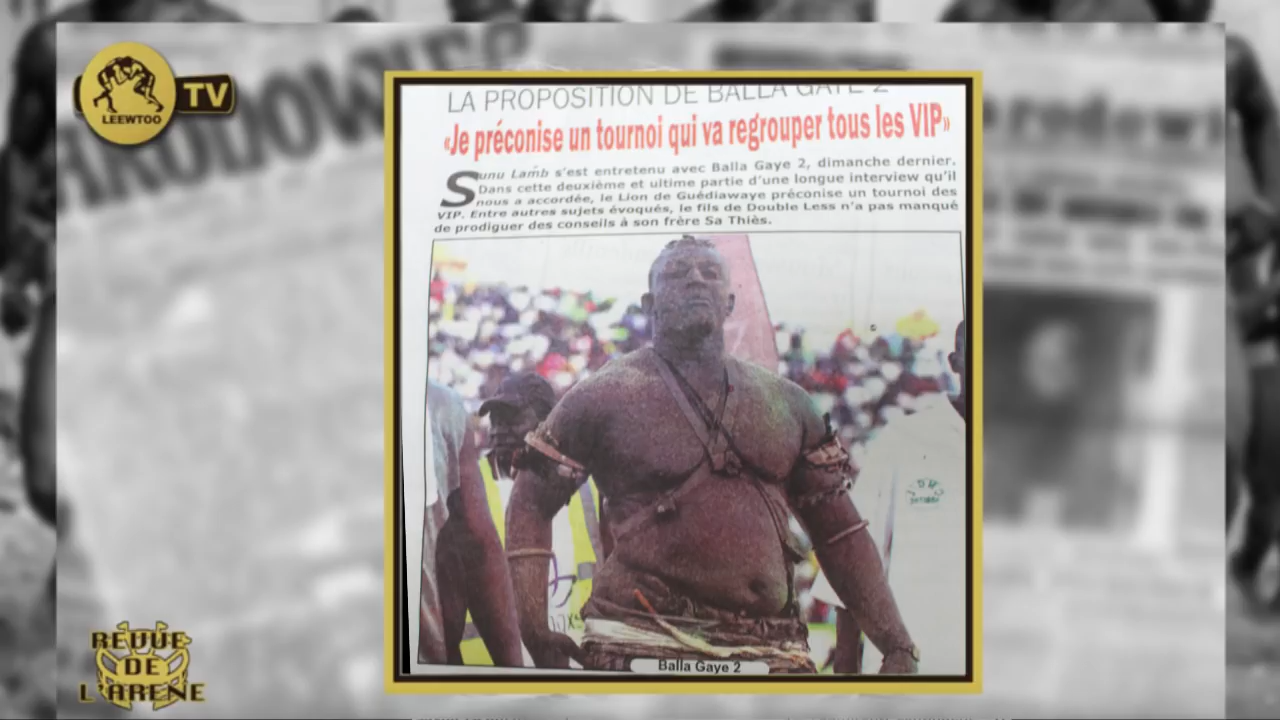 LEEWTOO
TV
LA PROPOSITION DE BALLA GAYE 2
«Je préconise un tournoi qui va regrouper tous les VIP»
Sunu Lamb s'est entretenu avec Balla Gaye 2, dimanche dernier.
Dans cette deuxième et ultime partie d'une longue interview qu'il
nous a accordée, le Lion de Guédiawaye préconise un tournoi des
VIP. Entre autres sujets évoqués, le fils de Double Less n'a pas manqué
de prodiguer des conseils à son frère Sa Thiès.
Balla Gaye 2
REVUE
DE
L'ARENE